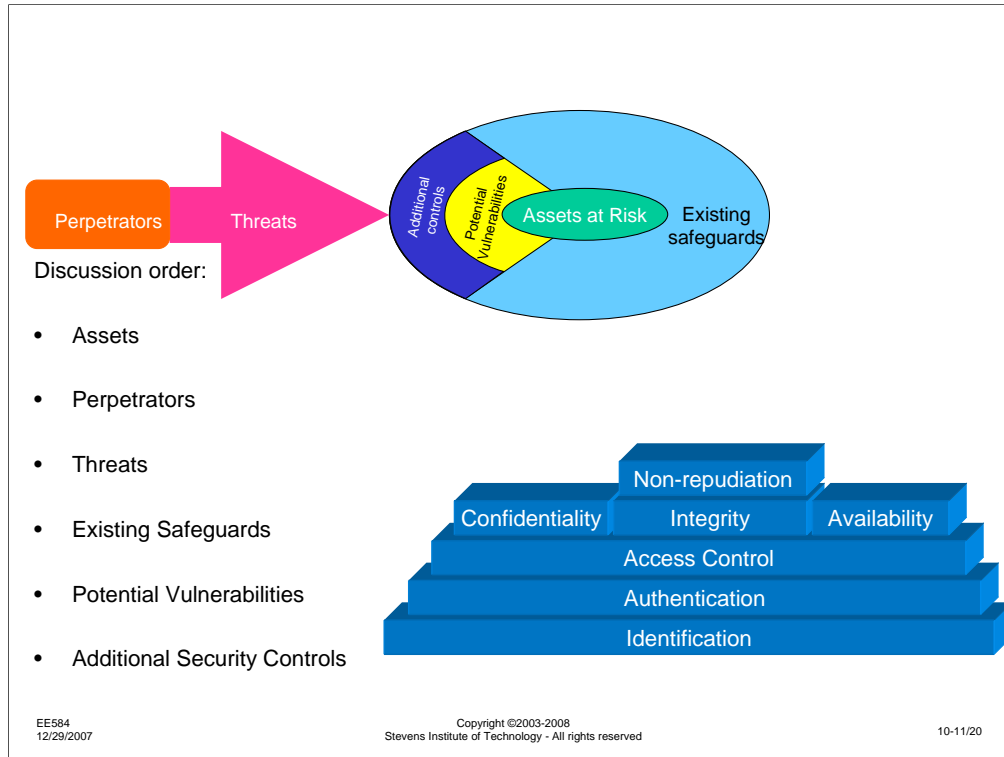 Perpetrators
Threats
Additional
controls
Potential
Vulnerabilities
Assets at Risk
Existing
safeguards
Discussion order:
• Assets
• Perpetrators
• Threats
• Existing Safeguards
• Potential Vulnerabilities
• Additional Security Controls
Non-repudiation
Confidentiality
Integrity
Availability
Access Control
Authentication
Identification
EE584
12/29/2007
Copyright ©2003-2008
Stevens Institute of Technology - All rights reserved
10-11/20